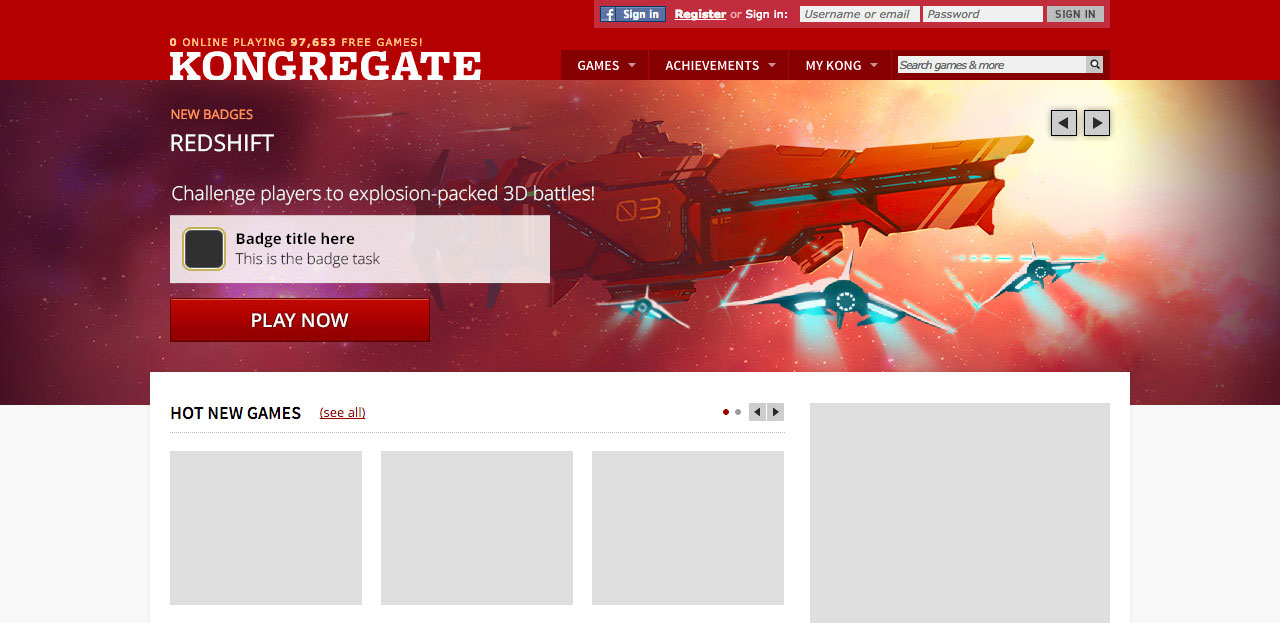 Sign in Register or Sign in: Username or email Password SIGN IN
0 ONLINE PLAYING 97,653 FREE GAMES!
KONGREGATE
GAMES ACHIEVEMENTS MY KONG Search games & more
NEW BADGES
REDSHIFT
Challenge players to explosion-packed 3D battles!
03
Badge title here
This is the badge task
PLAY NOW
HOT NEW GAMES (see all)